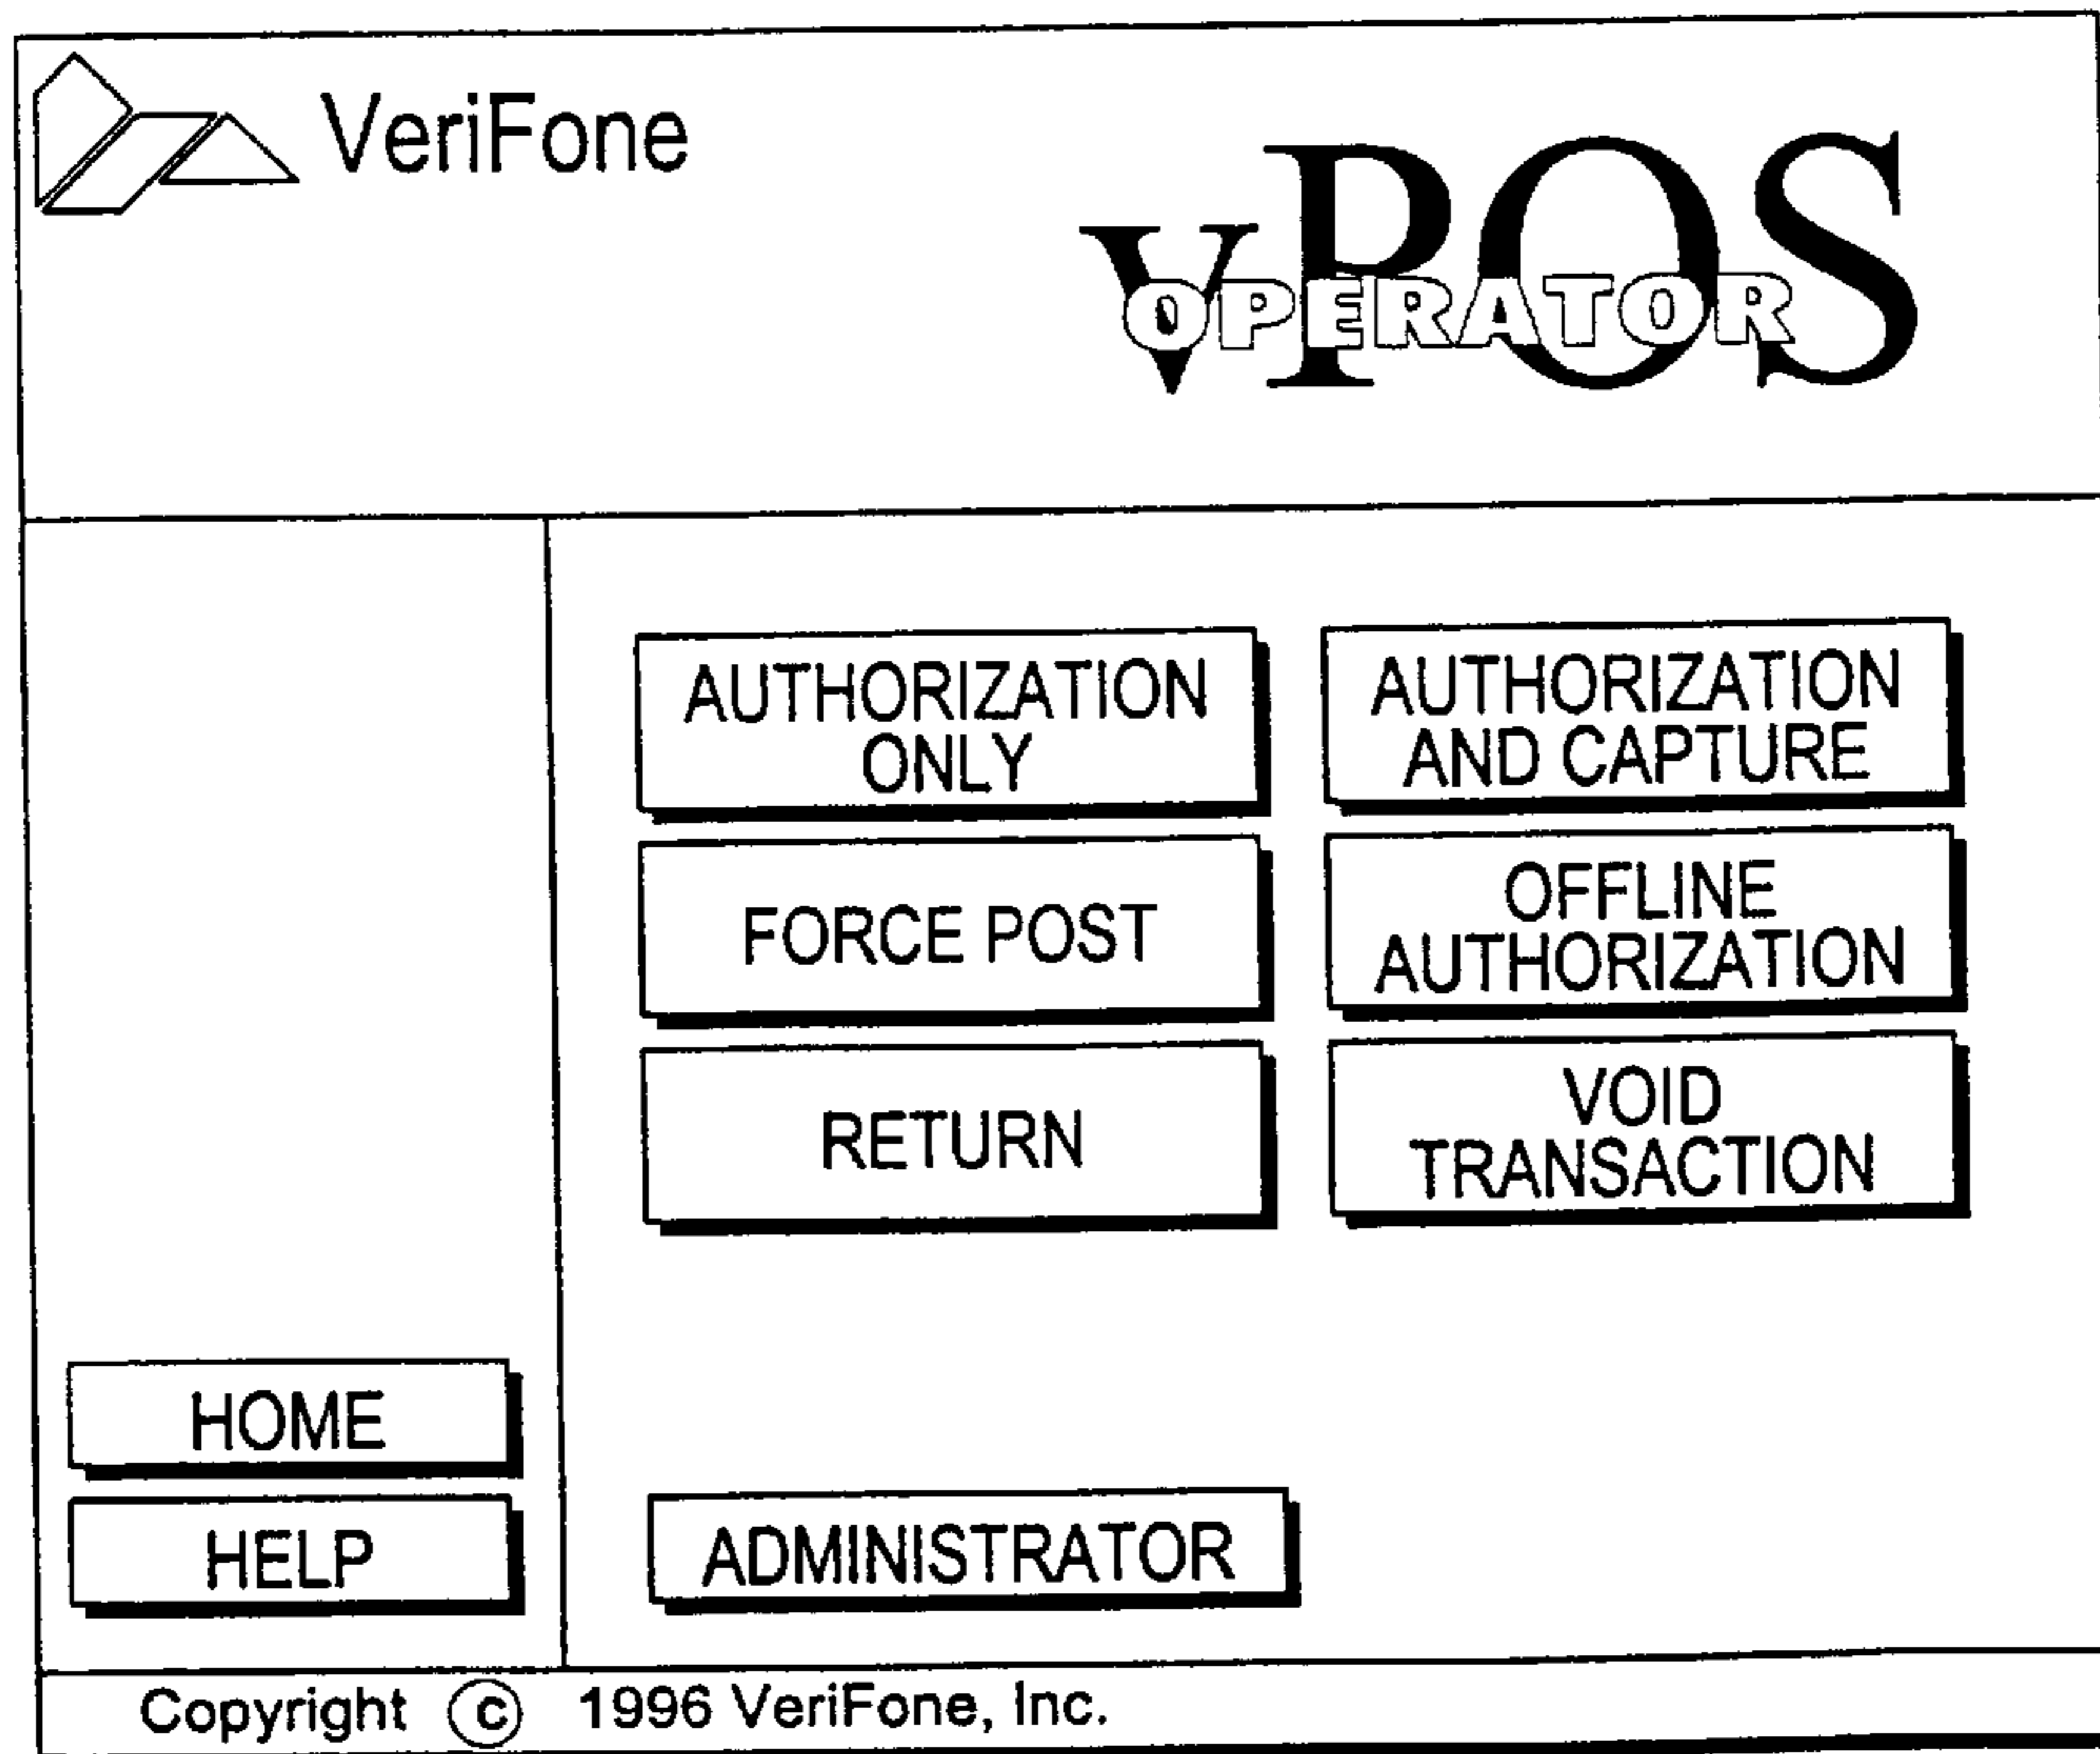 VeriFone
vPOS
OPERATOR
AUTHORIZATION
ONLY
AUTHORIZATION
AND CAPTURE
FORCE POST
OFFLINE
AUTHORIZATION
RETURN
VOID
TRANSACTION
HOME
HELP
ADMINISTRATOR
Copyright © 1996 VeriFone, Inc.